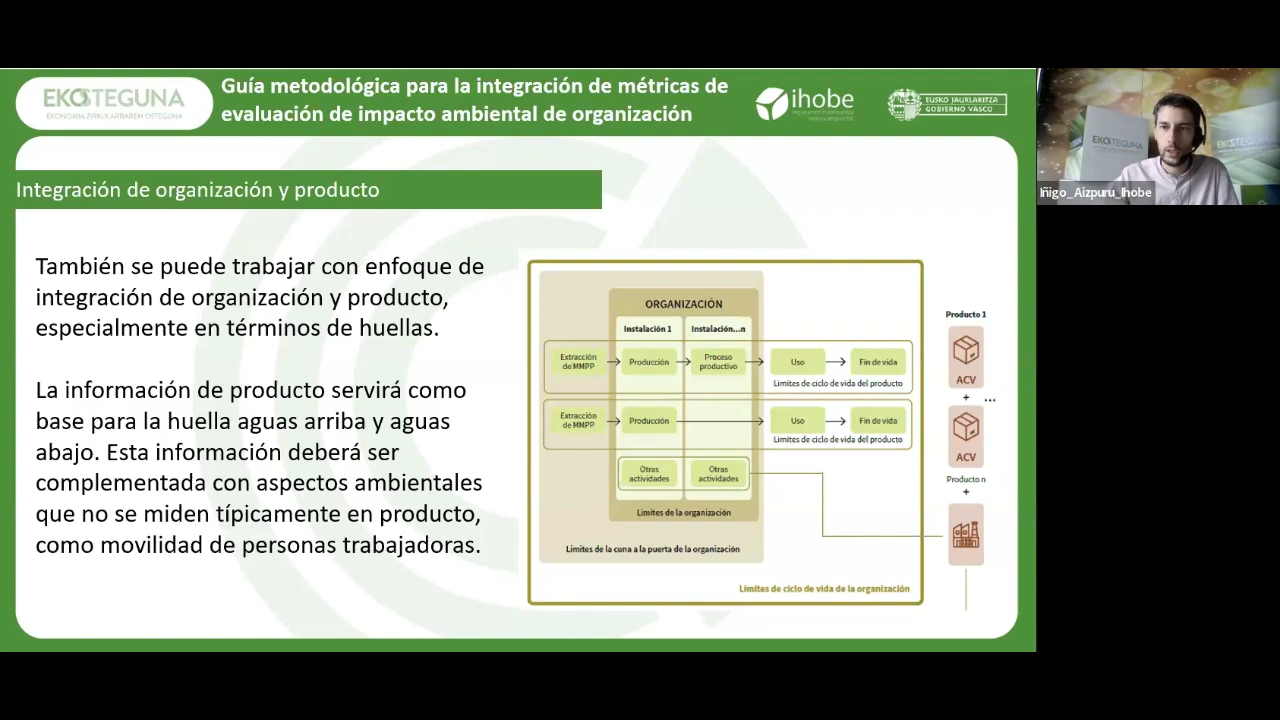 EKOSTEGUNA
EKONOMIA ZIRKULARRAREN OSTEGUNA
Guía metodológica para la integración de métricas de
evaluación de impacto ambiental de organización
ihobe
EUSKO JAURLARITZA
GOBIERNO VASCO
Integración de organización y producto
También se puede trabajar con enfoque de
integración de organización y producto,
especialmente en términos de huellas.
La información de producto servirá como
base para la huella aguas arriba y aguas
abajo. Esta información deberá ser
complementada con aspectos ambientales
que no se miden típicamente en producto,
como movilidad de personas trabajadoras.
ORGANIZACIÓN
Instalación 1
Instalación...n
Extracción
de MMPP
Producción
Proceso
productivo
Uso
Fin de vida
Límites de ciclo de vida del producto
Extracción
de MMPP
Producción
Uso
Fin de vida
Límites de ciclo de vida del producto
Otras
actividades
Otras
actividades
Límites de la organización
Límites de la cuna a la puerta de la organización
Límites de ciclo de vida de la organización
Producto 1
ACV
+
...
ACV
Producto n
+
Iñigo_Aizpuru_Ihobe
EKOSTEGUNA